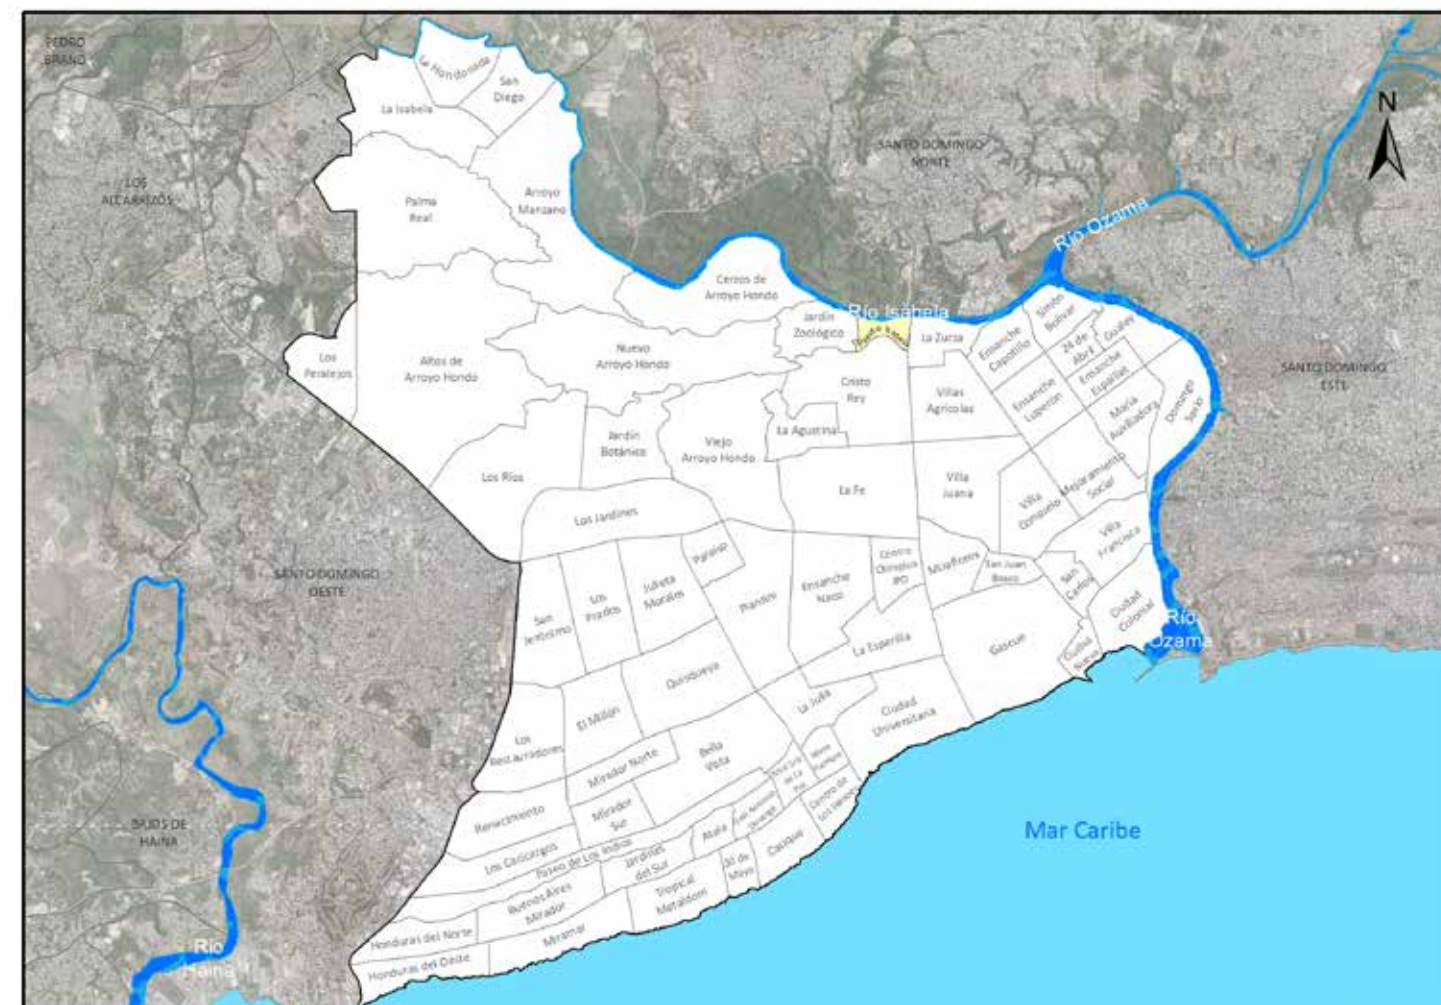 PEDRO
BRAND
La Hondonada
San
Diego
La Isabela
N
SANTO DOMINGO
NORTE
LOS
ALCARRIZOS
Palma
Real
Arroyo
Manzano
Río Ozama
Cerros de
Arroyo Hondo
Río Isabela
Jardín
Zoológico
La Zurza
Ensanche
Capotillo
Simón
Bolívar
24 de
Abril
Gualey
Los
Peralejos
Altos de
Arroyo Hondo
Nuevo
Arroyo Hondo
Ensanche
Espaillat
SANTO DOMINGO
ESTE
Cristo
Rey
Villas
Agricolas
Ensanche
Luperón
María
Auxiliadora
Domingo
Savio
La Agustina
Jardín
Botánico
Viejo
Arroyo Hondo
Los Ríos
La Fe
Villa
Juana
Villa
Consuelo
Mejoramiento
Social
Los Jardines
Villa
Francisca
Paraíso
Centro
Olímpico
JPD
Miraflores
San Juan
Bosco
San
Carlos
SANTO DOMINGO
OESTE
San
Jerónimo
Los
Prados
Julieta
Morales
Piantini
Ensanche
Naco
Ciudad
Colonial
Río
Ozama
La Esperilla
Gascue
Ciudad
Nueva
Quisqueya
La Julia
Ciudad
Universitaria
Los
Restauradores
El Millón
Bella
Vista
Mirador Norte
Centro de
Los Heroes
Renacimiento
Mirador
Sur
Atala
Cacique
Mar Caribe
BAJOS DE
HAINA
Los Cacicazgos
Paseo de Los Indios
Jardines
del Sur
30 de
Mayo
Buenos Aires
Mirador
Tropical
Metaldom
Honduras del Norte
Miramar
Río
Haina
Honduras del Oeste